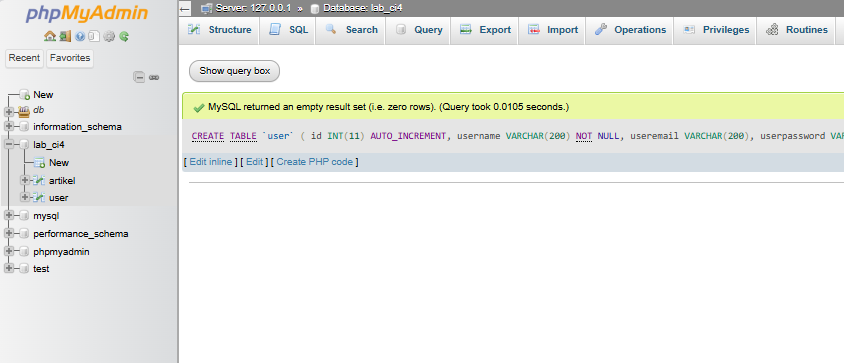 phpMyAdmin
Recent Favorites
New
db
information_schema
lab_ci4
New
artikel
user
mysql
performance_schema
phpmyadmin
test
Server: 127.0.0.1 » Database: lab_ci4
Structure SQL Search Query Export Import Operations Privileges Routines
Show query box
MySQL returned an empty result set (i.e. zero rows). (Query took 0.0105 seconds.)
CREATE TABLE `user` ( id INT(11) AUTO_INCREMENT, username VARCHAR(200) NOT NULL, useremail VARCHAR(200), userpassword VAR
[ Edit inline ] [ Edit ] [ Create PHP code ]